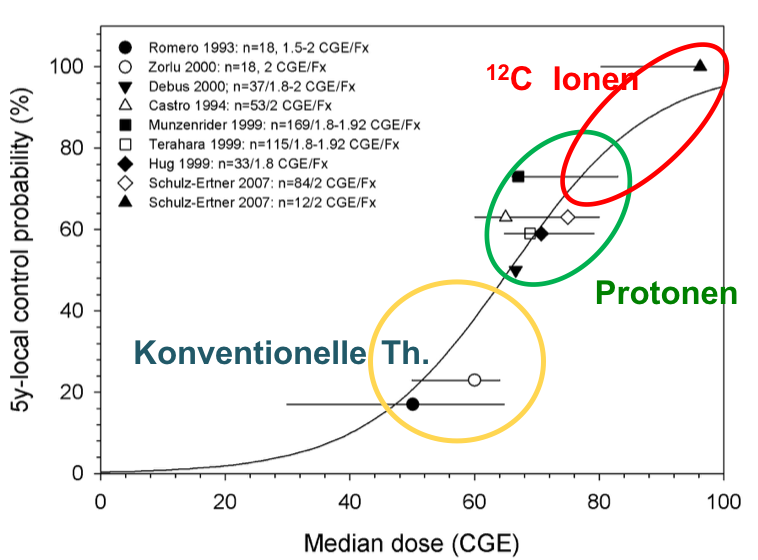 Romero 1993: n=18, 1.5-2 CGE/Fx
Zorlu 2000: n=18, 2 CGE/Fx
Debus 2000; n=37/1.8-2 CGE/Fx
Castro 1994: n=53/2 CGE/Fx
Munzenrider 1999: n=169/1.8-1.92 CGE/Fx
Terahara 1999: n=115/1.8-1.92 CGE/Fx
Hug 1999: n=33/1.8 CGE/Fx
Schulz-Ertner 2007: n=84/2 CGE/Fx
Schulz-Ertner 2007: n=12/2 CGE/Fx
¹²C Ionen
Protonen
Konventionelle Th.
5y-local control probability (%)
100
80
60
40
20
0
0 20 40 60 80 100
Median dose (CGE)